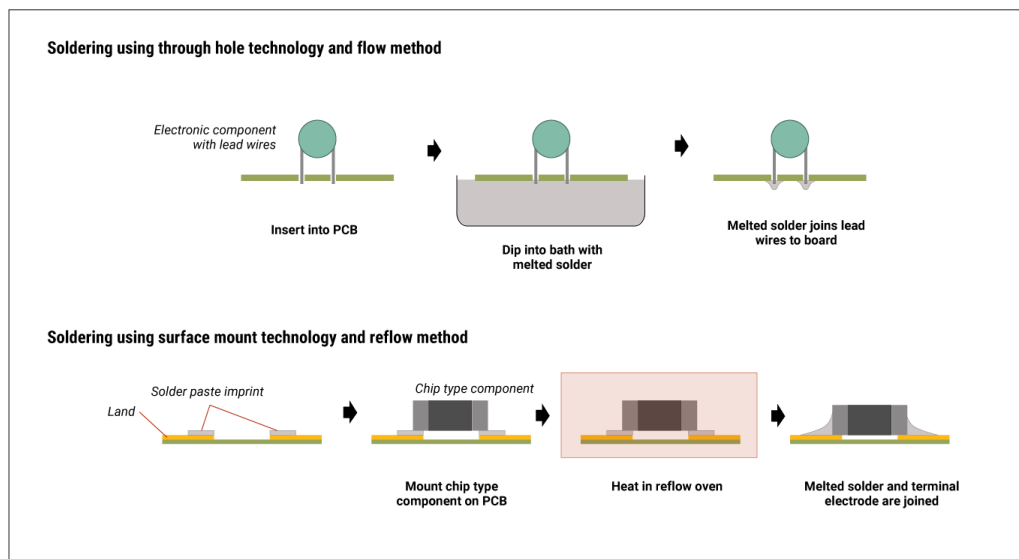 Soldering using through hole technology and flow method
Electronic component
with lead wires
Insert into PCB
Dip into bath with
melted solder
Melted solder joins lead
wires to board
Soldering using surface mount technology and reflow method
Solder paste imprint
Land
Chip type component
Mount chip type
component on PCB
Heat in reflow oven
Melted solder and terminal
electrode are joined